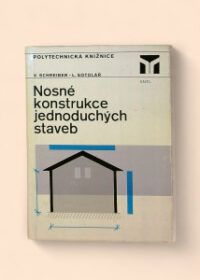 POLYTECHNICKÁ KNIŽNICE
V. SCHREIBER - L. SOTOLÁŘ
Nosné
konstrukce
jednoduchých
staveb